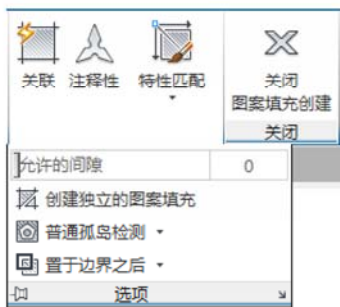 关联 注释性 特性匹配 关闭
图案填充创建
关闭
允许的间隙 0
创建独立的图案填充
普通孤岛检测
置于边界之后
选项